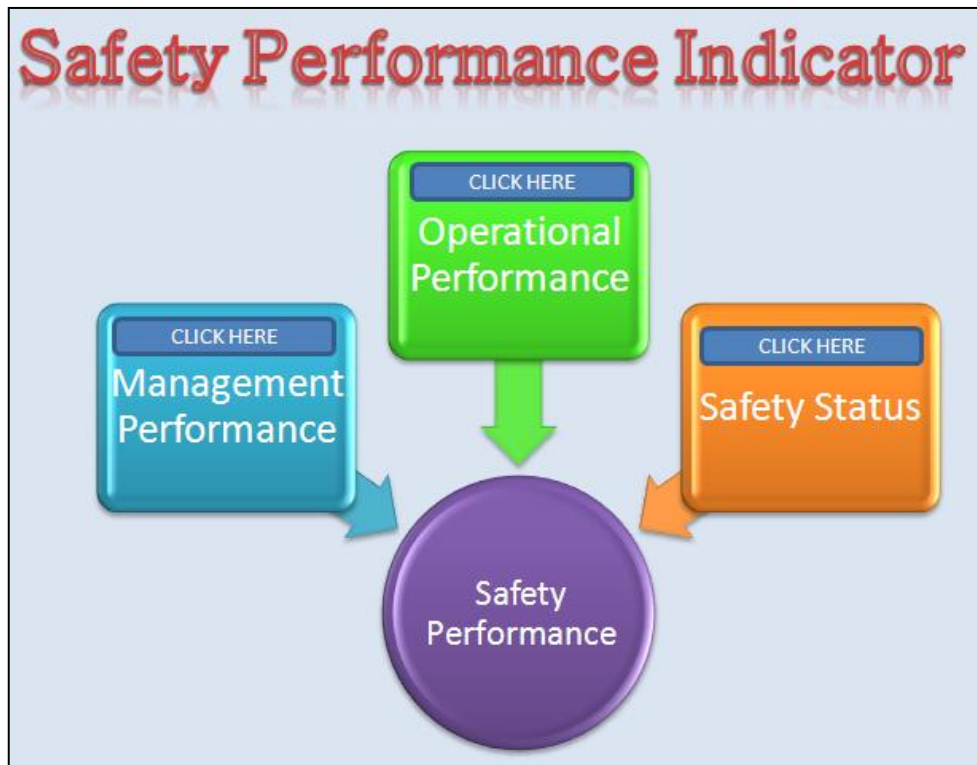 Safety Performance Indicator
CLICK HERE
Operational
Performance
CLICK HERE
Management
Performance
CLICK HERE
Safety Status
Safety
Performance